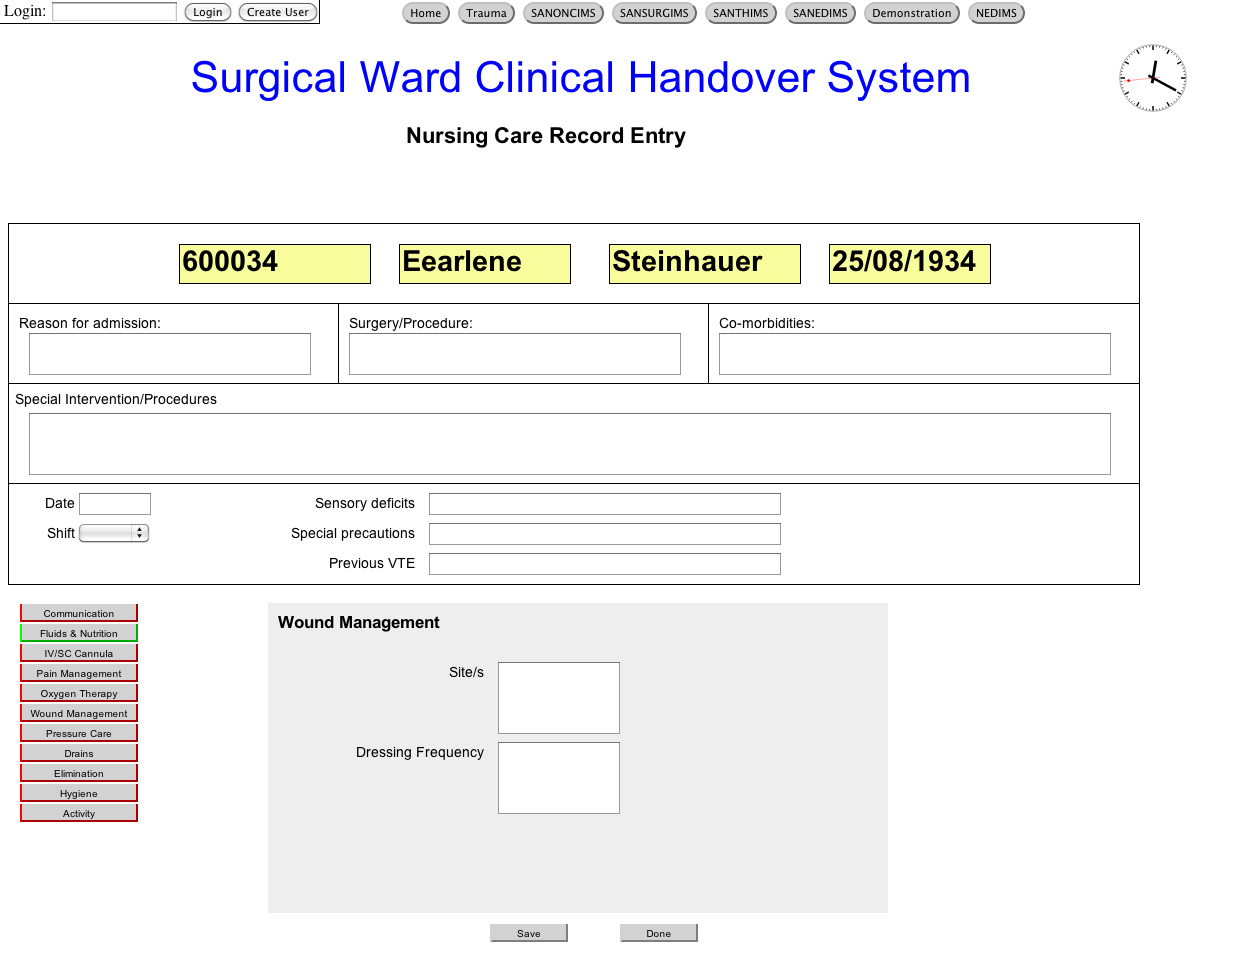 Login: Login Create User Home Trauma SANONCIMS SANSURGIMS SANTHIMS SANEDIMS Demonstration NEDIMS
Surgical Ward Clinical Handover System
Nursing Care Record Entry
600034 Eearlene Steinhauer 25/08/1934
Reason for admission: Surgery/Procedure: Co-morbidities:
Special Intervention/Procedures
Date Sensory deficits
Shift Special precautions
Previous VTE
Communication
Fluids & Nutrition
IV/SC Cannula
Pain Management
Oxygen Therapy
Wound Management
Pressure Care
Drains
Elimination
Hygiene
Activity
Wound Management
Site/s
Dressing Frequency
Save Done